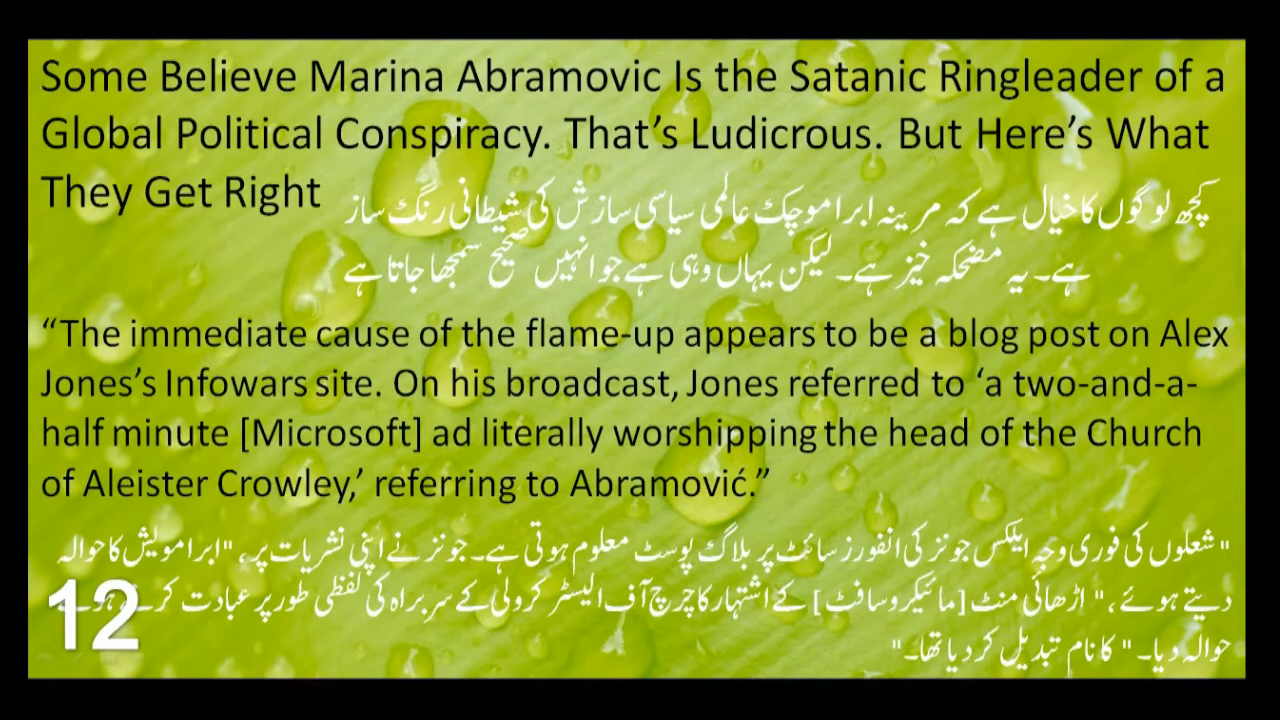 Some Believe Marina Abramovic Is the Satanic Ringleader of a
Global Political Conspiracy. That’s Ludicrous. But Here’s What
They Get Right
کچھ لوگوں کا خیال ہے کہ مرینہ ابراموچک عالمی سیاسی سازش کی شیطانی رنگ ساز
ہے۔ یہ مضحکہ خیز ہے۔ لیکن یہاں وہی ہے جو انہیں صحیح سمجھا جاتا ہے
“The immediate cause of the flame-up appears to be a blog post on Alex
Jones’s Infowars site. On his broadcast, Jones referred to ‘a two-and-a-
half minute [Microsoft] ad literally worshipping the head of the Church
of Aleister Crowley,’ referring to Abramović.”
" شعلوں کی فوری وجہ ایلکس جونز کی انفورز سائٹ پر بلاگ پوسٹ معلوم ہوتی ہے۔ جونز نے اپنی نشریات پر ، "ابرامویش کا حوالہ
دیتے ہوئے ، " اڑھائی منٹ [مائیکروسافٹ] کے اشتہار کا چرچ آف الیسٹر کرولی کے سربراہ کی لفظی طور پر عبادت
حوالہ دیا۔ " کا نام تبدیل کر دیا تھا۔"
12